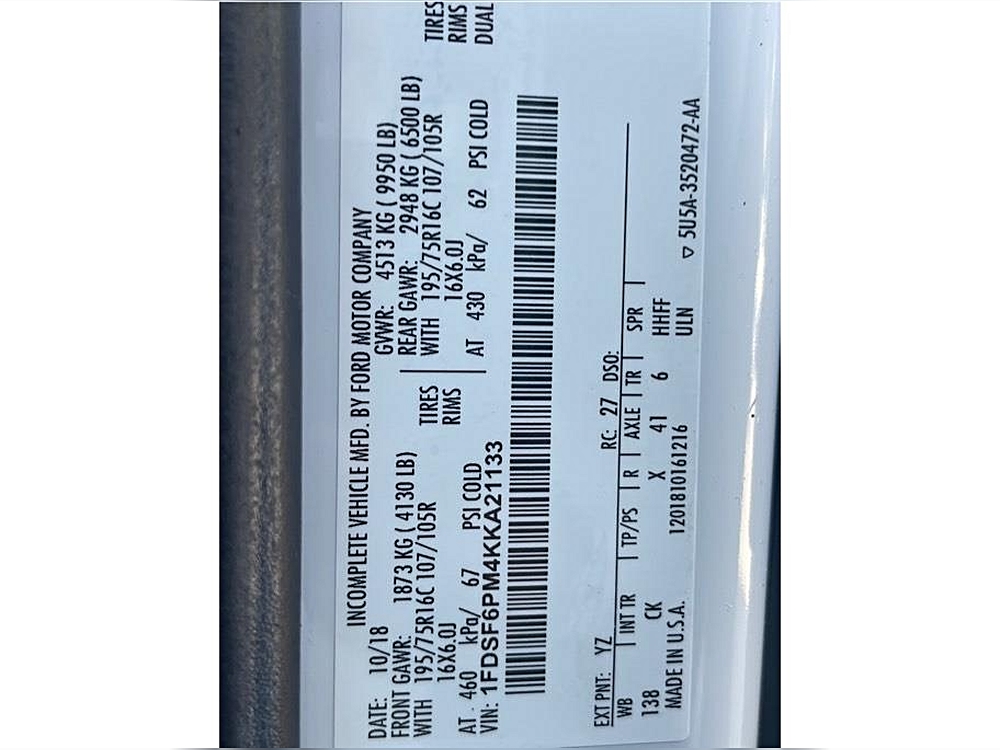 INCOMPLETE VEHICLE MFD. BY FORD MOTOR COMPANY
DATE: 10/18 GVWR: 4513 KG ( 9950 LB)
FRONT GAWR: 1873 KG ( 4130 LB) REAR GAWR: 2948 KG ( 6500 LB)
WITH 195/75R16C 107/105R TIRES WITH 195/75R16C 107/105R TIRES
16X6.0J RIMS 16X6.0J RIMS
AT 460 kPa/ 67 PSI COLD AT 430 kPa/ 62 PSI COLD DUAL
VIN: 1FDSF6PM4KKA21133
EXT PNT: YZ RC: 27 DSO:
WB INT TR TP/PS R AXLE TR SPR
138 CK X 41 6 HHFF
MADE IN U.S.A. 1201810161216 ULN
▽ 5U5A-3520472-AA